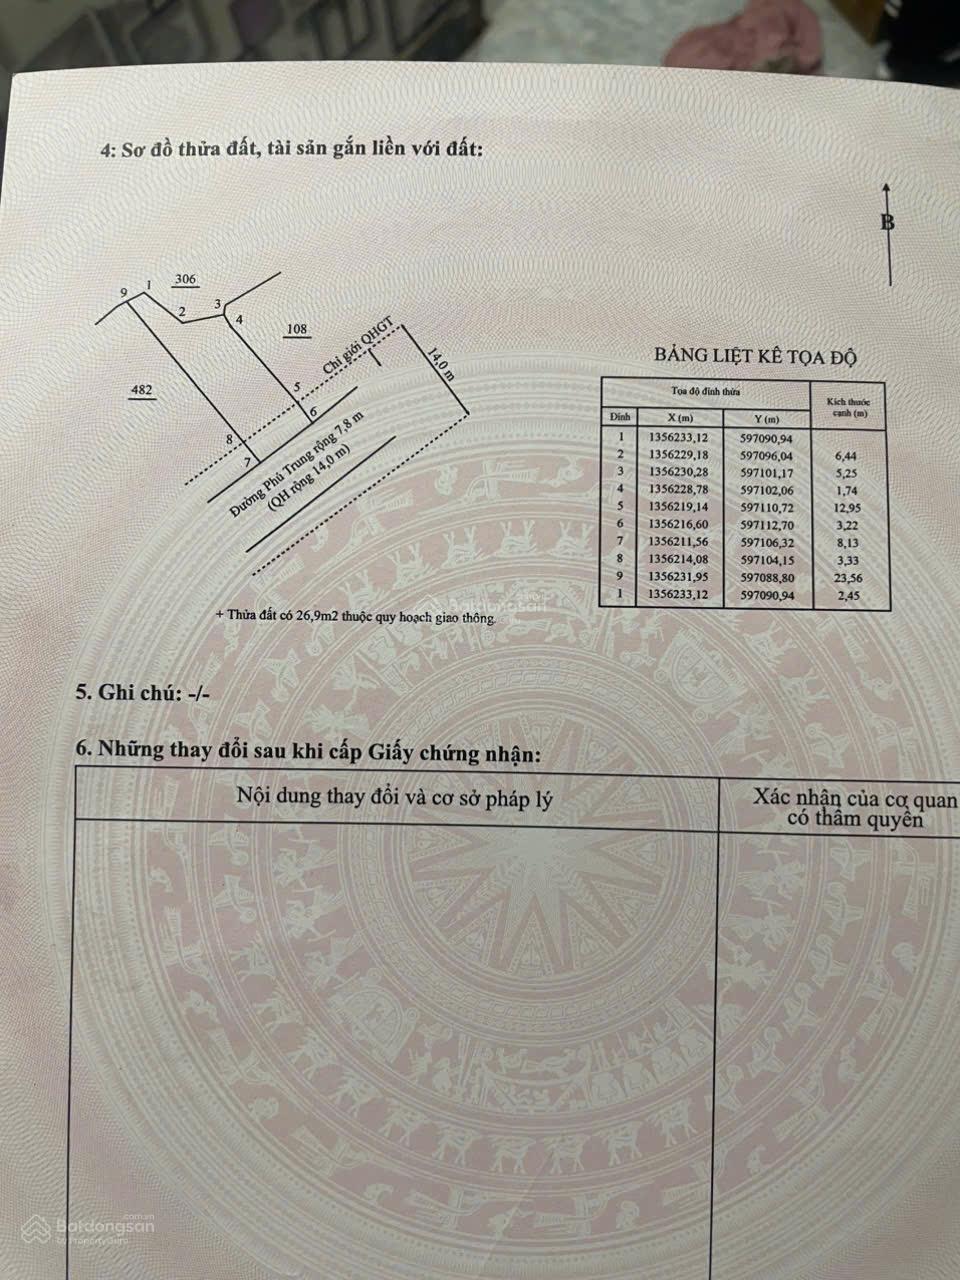 4: Sơ đồ thửa đất, tài sản gắn liền với đất:
B
306
9
1
2
3
4
108
Chỉ giới QHGT
14,0 m
482
5
6
8
7
Đường Phú Trung rộng 7,8 m
(QH rộng 14,0 m)
BẢNG LIỆT KÊ TỌA ĐỘ
Tọa độ đỉnh thửa
Kích thước cạnh (m)
Đỉnh X (m) Y (m)
1 1356233,12 597090,94
2 1356229,18 597096,04 6,44
3 1356230,28 597101,17 5,25
4 1356228,78 597102,06 1,74
5 1356219,14 597110,72 12,95
6 1356216,60 597112,70 3,22
7 1356211,56 597106,32 8,13
8 1356214,08 597104,15 3,33
9 1356231,95 597088,80 23,56
1 1356233,12 597090,94 2,45
+ Thửa đất có 26,9m2 thuộc quy hoạch giao thông.
Batdongsan
5. Ghi chú: -/-
6. Những thay đổi sau khi cấp Giấy chứng nhận:
Nội dung thay đổi và cơ sở pháp lý
Xác nhận của cơ quan
có thẩm quyền
Batdongsan
.com.vn
by PropertyGuru